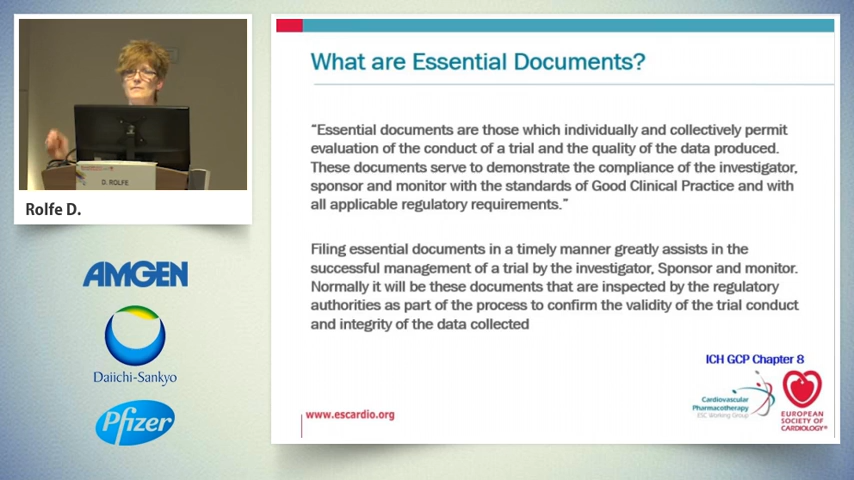 D. ROLFE
Rolfe D.
AMGEN
Daiichi-Sankyo
Pfizer
What are Essential Documents?
“Essential documents are those which individually and collectively permit
evaluation of the conduct of a trial and the quality of the data produced.
These documents serve to demonstrate the compliance of the investigator,
sponsor and monitor with the standards of Good Clinical Practice and with
all applicable regulatory requirements.”
Filing essential documents in a timely manner greatly assists in the
successful management of a trial by the investigator, Sponsor and monitor.
Normally it will be these documents that are inspected by the regulatory
authorities as part of the process to confirm the validity of the trial conduct
and integrity of the data collected
ICH GCP Chapter 8
www.escardio.org
Cardiovascular
Pharmacotherapy
ESC Working Group
EUROPEAN
SOCIETY OF
CARDIOLOGY®